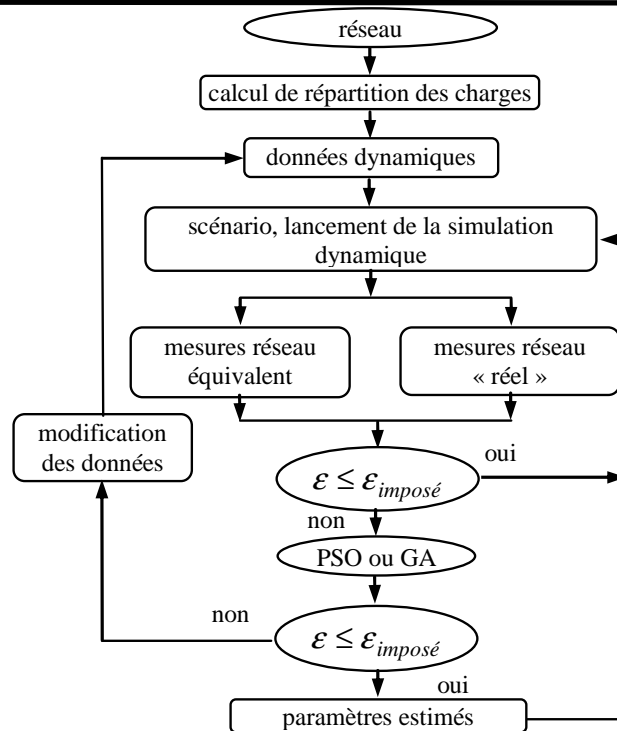 réseau
calcul de répartition des charges
données dynamiques
scénario, lancement de la simulation
dynamique
mesures réseau
équivalent
mesures réseau
« réel »
modification
des données
ε ≤ ε_imposé
oui
non
PSO ou GA
non
ε ≤ ε_imposé
oui
paramètres estimés